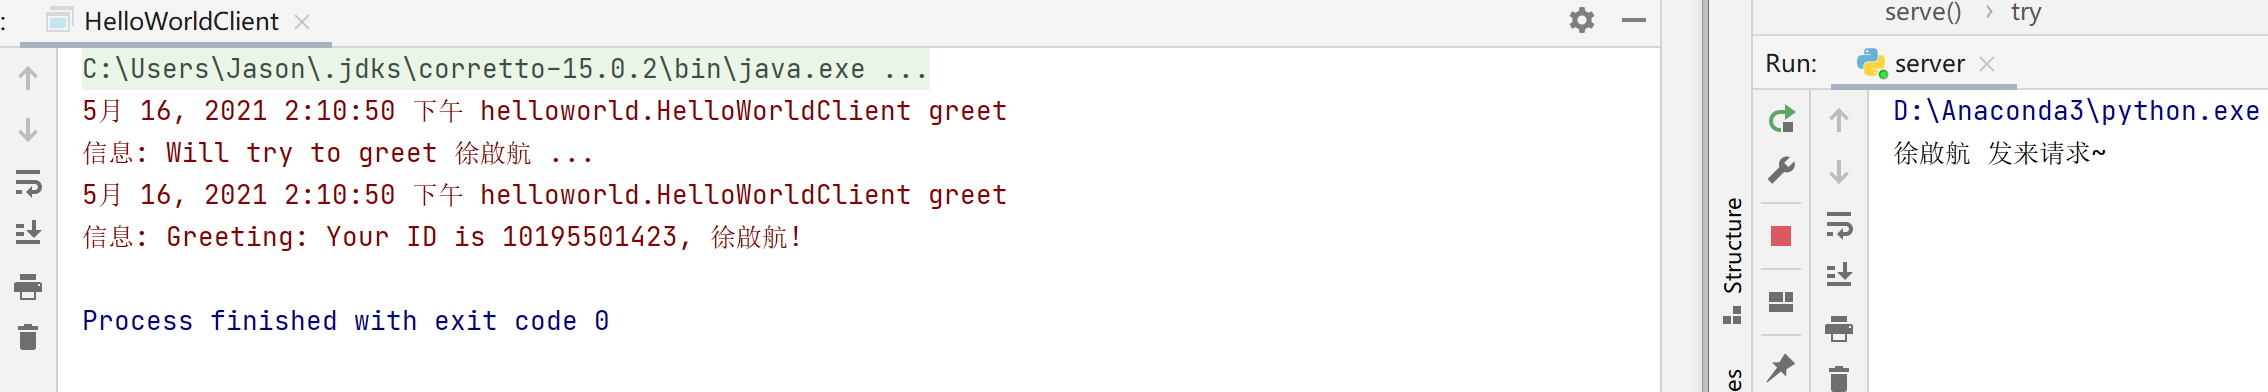 :
HelloWorldClient
C:\Users\Jason\.jdks\corretto-15.0.2\bin\java.exe ...
5月 16, 2021 2:10:50 下午 helloworld.HelloWorldClient greet
信息: Will try to greet 徐啟航 ...
5月 16, 2021 2:10:50 下午 helloworld.HelloWorldClient greet
信息: Greeting: Your ID is 10195501423, 徐啟航!
Process finished with exit code 0
serve() › try
Run: server
D:\Anaconda3\python.exe
徐啟航 发来请求~
Structure
es